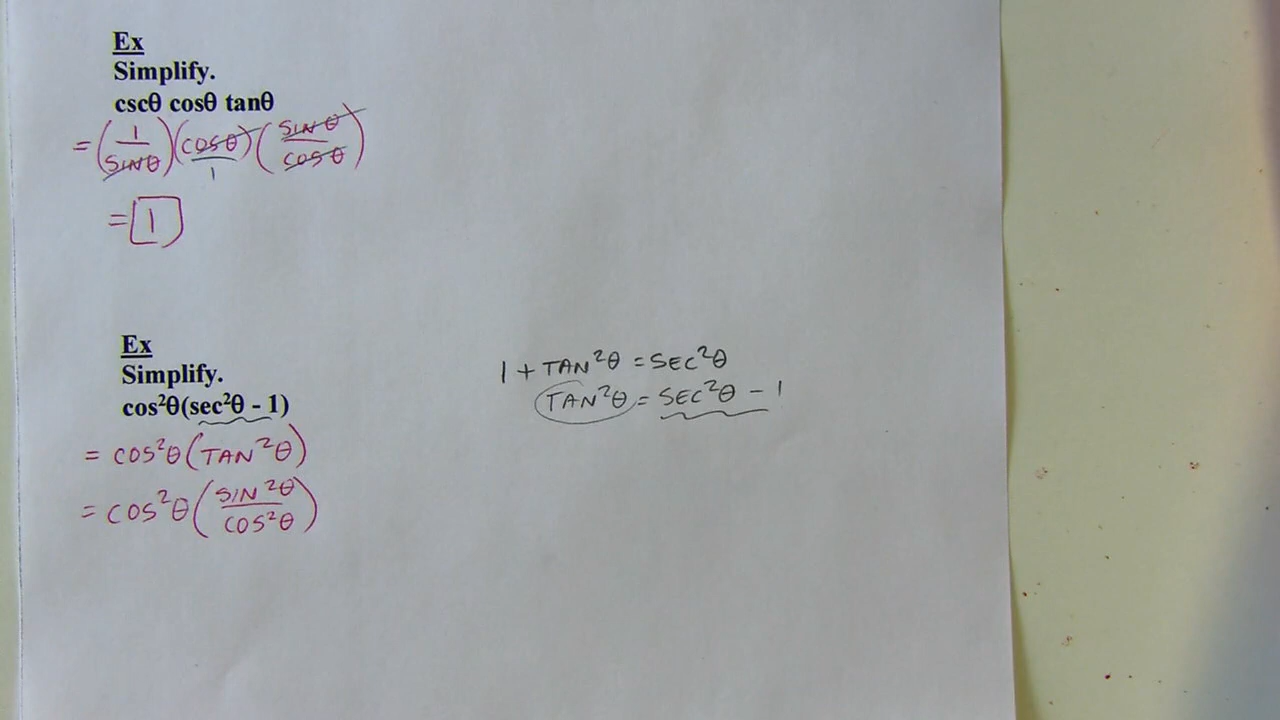 Ex
Simplify.
cscθ cosθ tanθ
= (1/SINθ)(COSθ/1)(SINθ/COSθ)
= 1
Ex
Simplify.
cos²θ(sec²θ - 1)
= COS²θ(TAN²θ)
= COS²θ(SIN²θ/COS²θ)
1 + TAN²θ = SEC²θ
TAN²θ = SEC²θ - 1